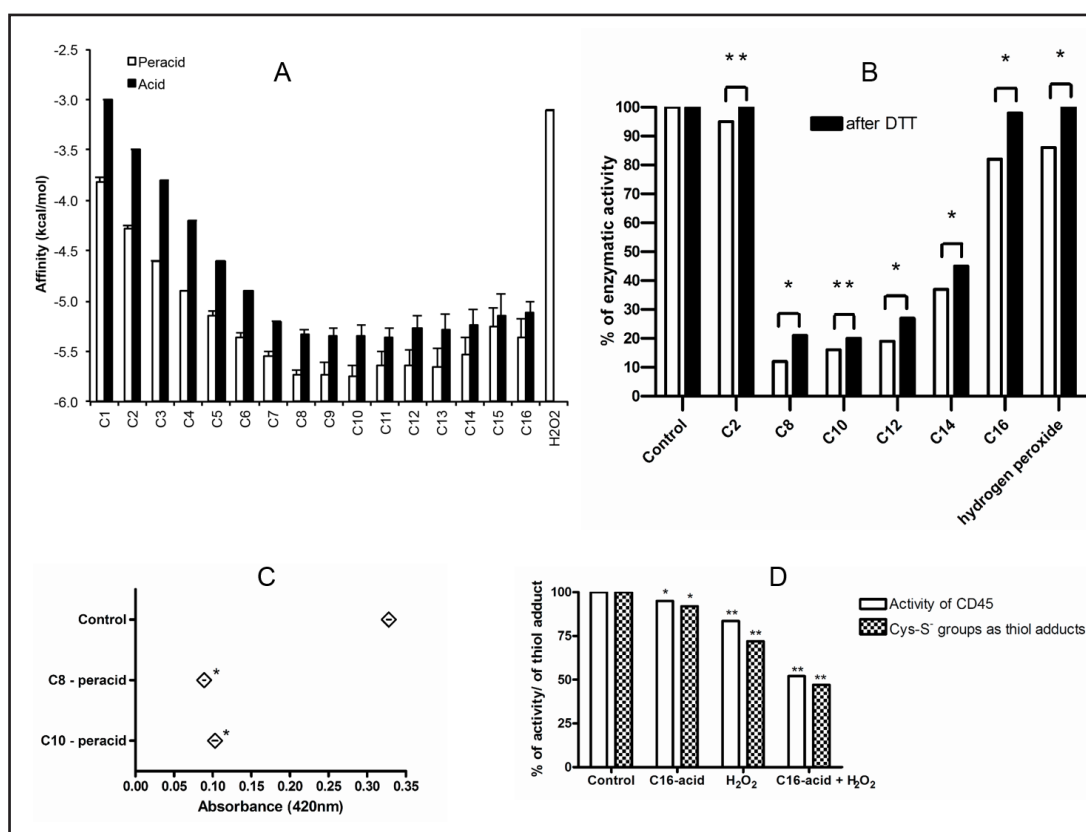 A
Peracid
Acid
-2.5
-3.0
-3.5
-4.0
-4.5
-5.0
-5.5
-6.0
Affinity (kcal/mol)
C1
C2
C3
C4
C5
C6
C7
C8
C9
C10
C11
C12
C13
C14
C15
C16
H2O2
B
after DTT
100
90
80
70
60
50
40
30
20
10
0
% of enzymatic activity
**
*
**
*
*
*
*
Control
C2
C8
C10
C12
C14
C16
hydrogen peroxide
C
Control
C8 - peracid
*
C10 - peracid
*
0.00 0.05 0.10 0.15 0.20 0.25 0.30 0.35
Absorbance (420nm)
D
Activity of CD45
Cys-S⁻ groups as thiol adducts
100
75
50
25
0
% of activity/ of thiol adduct
* *
** **
** **
Control C16-acid H₂O₂ C16-acid + H₂O₂